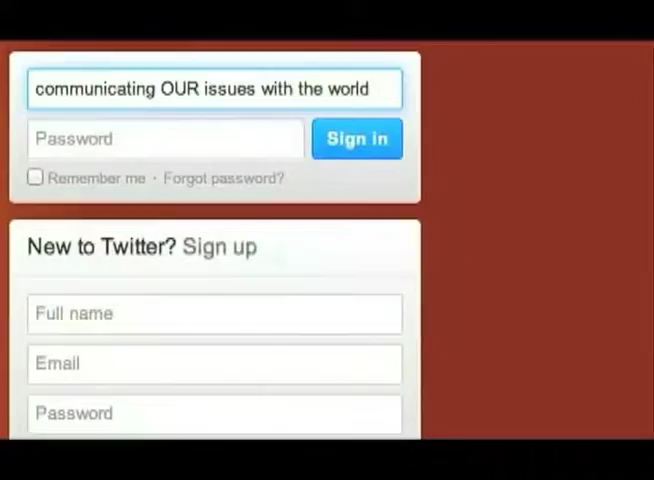 communicating OUR issues with the world
Password
Sign in
Remember me · Forgot password?
New to Twitter? Sign up
Full name
Email
Password